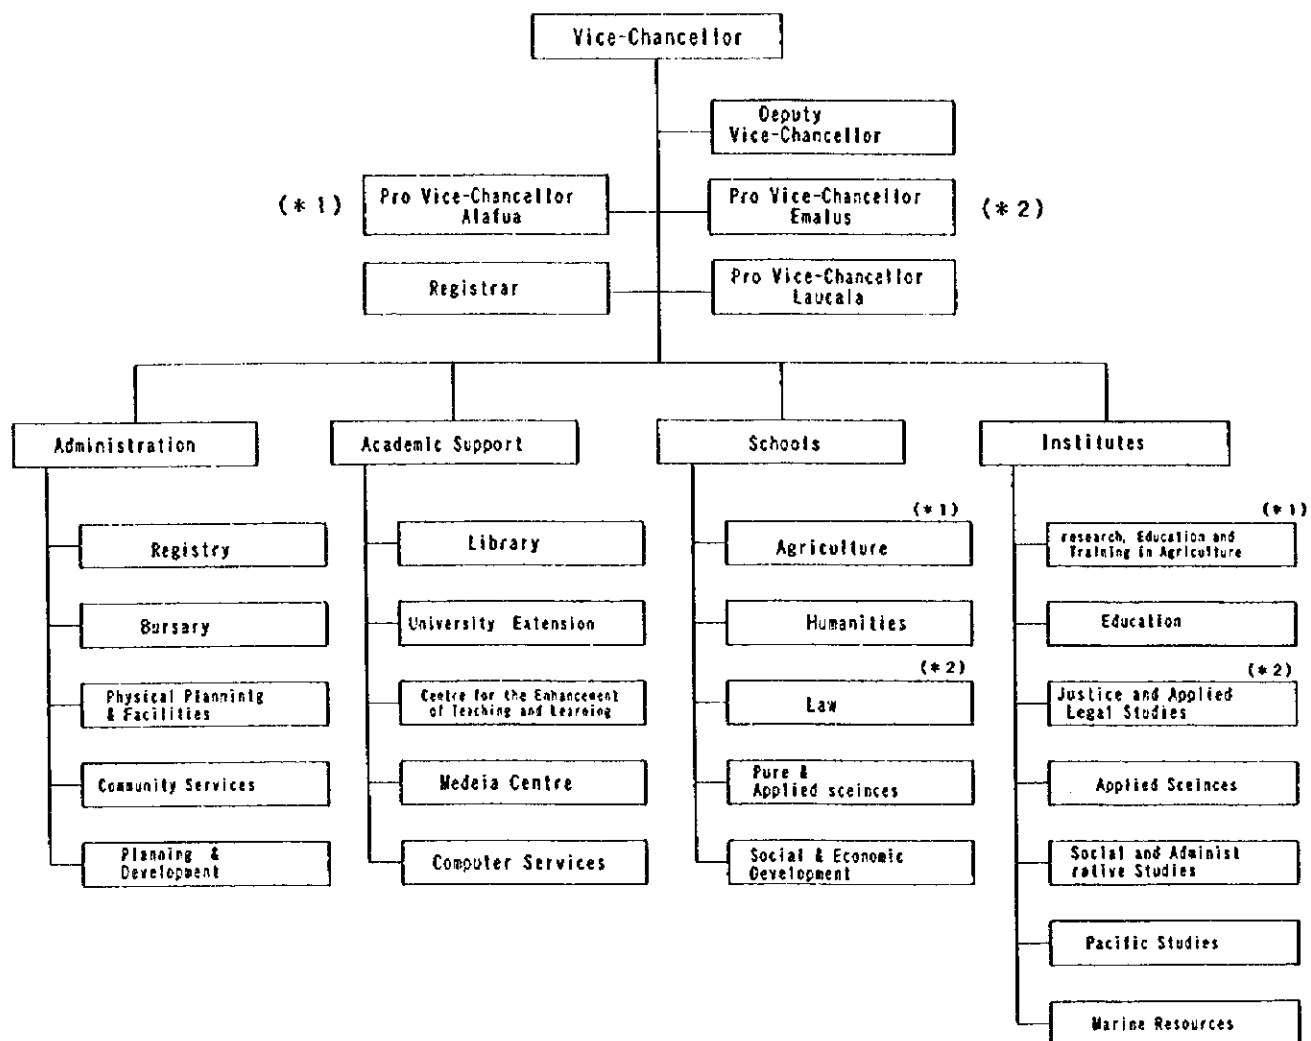 Vice-Chancellor
Deputy
Vice-Chancellor
(*1)
Pro Vice-Chancellor
Alafua
Pro Vice-Chancellor
Emalus
(*2)
Registrar
Pro Vice-Chancellor
Laucala
Administration
Academic Support
Schools
Institutes
Registry
Bursary
Physical Plannintg
& Facilities
Community Services
Planning &
Development
Library
University Extension
Centre for the Enhancement
of Teaching and Learning
Medeia Centre
Computer Services
(*1)
Agriculture
Humanities
(*2)
Law
Pure &
Applied sceinces
Social & Economic
Development
(*1)
research, Education and
Training in Agriculture
Education
(*2)
Justice and Applied
Legal Studies
Applied Sceinces
Social and Administ
rative Studies
Pacific Studies
Marine Resources